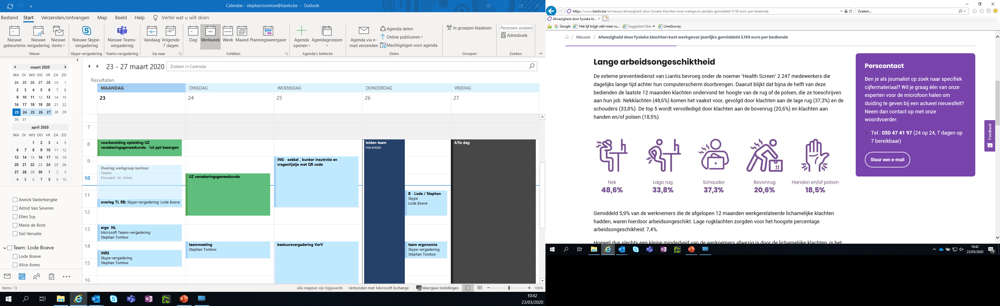 Calendar - stephan.tomlow@liantis.be - Outlook
Bestand Start Verzenden/ontvangen Map Beeld Help Vertel wat u wilt doen
Nieuwe gebeurtenis
Nieuwe vergadering
Nieuwe items
Nieuwe Skype-vergadering
Nieuwe Teams-vergadering
Vandaag
Volgende 7 dagen
Dag
Werkweek
Week
Maand
Planningsweergave
Agenda openen
Agendagroepen
Agenda via e-mail verzenden
Agenda delen
Online publiceren
Machtigingen voor agenda
In groepen bladeren
Personen zoeken
Adresboek
Nieuw Skype-vergadering Teams-vergadering Ga naar Schikken Agenda's beheren Delen Groepen Zoeken
maart 2020
MA DI WO DO VR ZA ZO
24 25 26 27 28 29 1
2 3 4 5 6 7 8
9 10 11 12 13 14 15
16 17 18 19 20 21 22
23 24 25 26 27 28 29
30 31
april 2020
MA DI WO DO VR ZA ZO
1 2 3 4 5
6 7 8 9 10 11 12
13 14 15 16 17 18 19
20 21 22 23 24 25 26
27 28 29 30 1 2 3
4 5 6 7 8 9 10
Annick Vanlerberghe
Astrid Van Severen
Ellen Suy
Marie de Bont
Siel Vervalle
Team: Lode Boeve
Lode Boeve
Alice Arens
23 - 27 maart 2020
Zoeken in Calendar
Resultaten
MAANDAG DINSDAG WOENSDAG DONDERDAG VRIJDAG
23 24 25 26 27
7
8
9
10
11
12
13
14
15
16
voorbereiding opleiding UZ
verzekeringsgeneeskunde - lut ppt bezorgen
Overleg werkgroep kantoor
Teams
Ponsaert, W. (Wim)
overleg TL RB; Skype-vergadering; Lode Boeve
ergo NL
Microsoft Teams-vergadering
Stephan Tomlow
INRS
Skype-vergadering
Stephan Tomlow
UZ verzekeringsgeneeskunde
teammeeting
Stephan Tomlow
ING - sokkel , bunker insutrctie en
vragenlijstje met QR-code
bestuursvergadering VerV
leiden team
Herentals
B - Lode / Stephan
Skype
Lode Boeve
team ergonomie
Skype-vergadering
Stephan Tomlow
4/5e dag
Items: 13
Alle mappen zijn bijgewerkt. Verbonden met: Microsoft Exchange Weergave-instellingen 100%
10:42
23/03/2020
https://www.liantis.be/nl/nieuws/afwezigheid-door-fysieke-klachten-kost-werkgever-jaarlijks-gemiddeld-3159-euro-per-bediende
Zoeken...
Afwezigheid door fysieke kl...
Google 'Het lijf krijgt véél meer ru... Suggested Sites LimeSurvey
/ Nieuws / Afwezigheid door fysieke klachten kost werkgever jaarlijks gemiddeld 3.159 euro per bediende
Lange arbeidsongeschiktheid
De externe preventiedienst van Liantis bevroeg onder de noemer ‘Health Screen’ 2.247 medewerkers die
dagelijks lange tijd achter hun computerscherm doorbrengen. Daaruit blijkt dat bijna de helft van deze
bedienden de laatste 12 maanden klachten ondervond ter hoogte van de rug of de polsen, die ze toeschrijven
aan hun job. Nekklachten (48,6%) komen het vaakst voor, gevolgd door klachten aan de lage rug (37,3%) en de
schouders (33,8%). De top 5 wordt vervolledigd door klachten aan de bovenrug (20,6%) en klachten aan
handen en/of polsen (18,5%).
Nek Lage rug Schouder Bovenrug Handen en/of polsen
48,6% 33,8% 37,3% 20,6% 18,5%
Gemiddeld 5,9% van de werknemers die de afgelopen 12 maanden werkgerelateerde lichamelijke klachten
hadden, waren hierdoor arbeidsongeschikt. Lage rugklachten zorgden voor het hoogste percentage
arbeidsongeschikheid: 7,4%.
Hoewel dus slechts een kleine minderheid van de werknemers afwezig is door de lichamelijke klachten, is het
Perscontact
Ben je als journalist op zoek naar specifiek
cijfermateriaal? Wil je graag één van onze
experten voor de microfoon halen om
duiding te geven bij een actueel nieuwsfeit?
Neem dan contact op met onze
woordvoerder:
Tel.: 050 47 41 97 (24 op 24, 7 dagen op
7 bereikbaar)
Stuur een e-mail
Feedback
10:42
23/03/2020
15